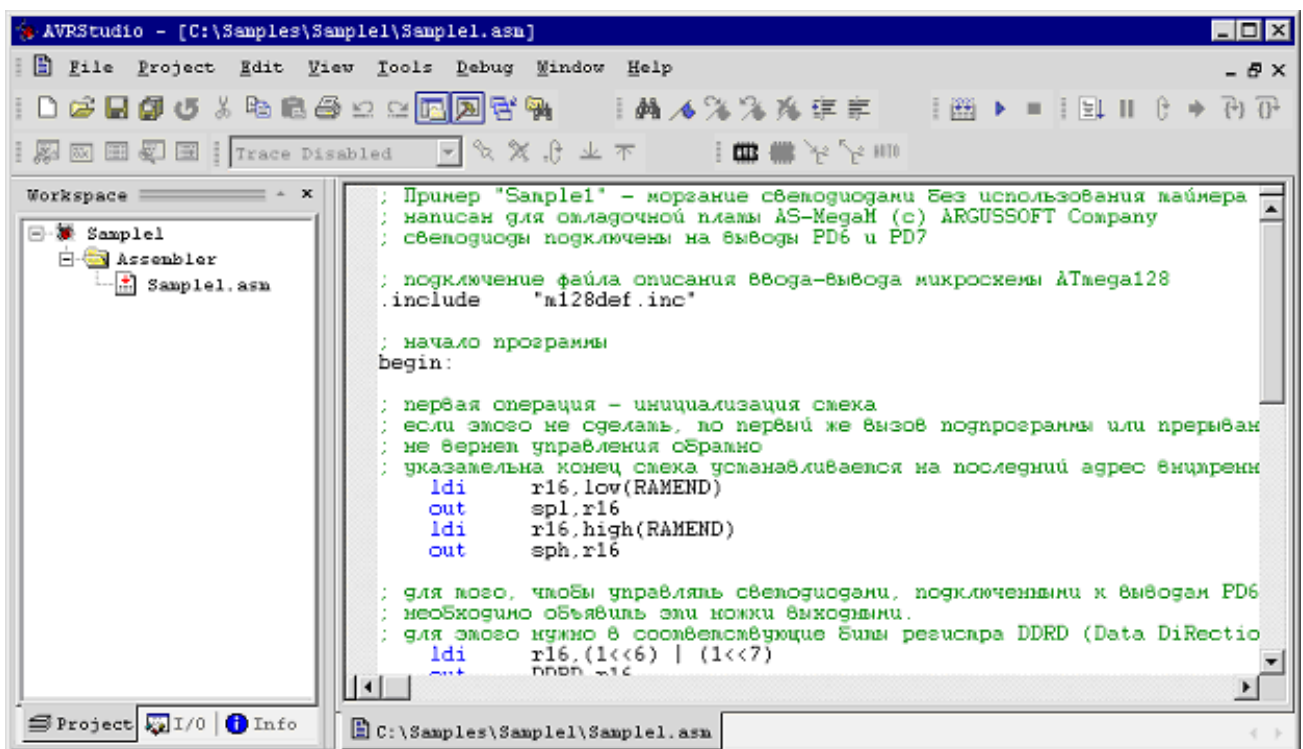 AVRStudio - [C:\Samples\Sample1\Sample1.asm]
File Project Edit View Tools Debug Window Help
Trace Disabled
AUTO
Workspace
Sample1
Assembler
Sample1.asm
; Пример "Sample1" - моргание светодиодами без использования таймера
; написан для отладочной платы AS-MegaM (c) ARGUSSOFT Company
; светодиоды подключены на выводы PD6 и PD7
; подключение файла описания ввода-вывода микросхемы ATmega128
.include "m128def.inc"
; начало программы
begin:
; первая операция - инициализация стека
; если этого не сделать, то первый же вызов подпрограммы или прерыван
; не вернет управления обратно
; указательна конец стека устанавливается на последний адрес внутренн
ldi r16,low(RAMEND)
out spl,r16
ldi r16,high(RAMEND)
out sph,r16
; для того, чтобы управлять светодиодами, подключенными к выводам PD6
; необходимо объявить эти ножки выходными.
; для этого нужно в соответствующие биты регистра DDRD (Data DiRectio
ldi r16,(1<<6) | (1<<7)
out DDRD,r16
Project I/O Info
C:\Samples\Sample1\Sample1.asm